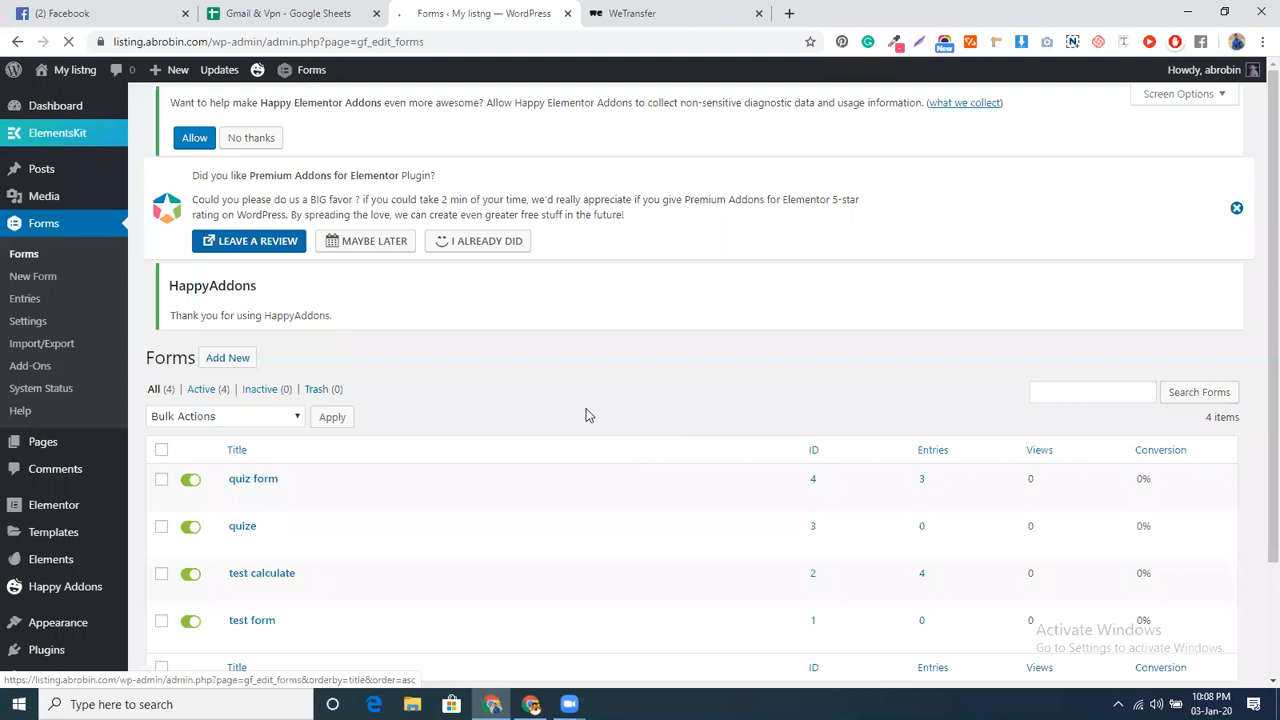 Facebook
Gmail & Vpn - Google Sheets
Forms ‹ My listng — WordPress
WeTransfer
listing.abrobin.com/wp-admin/admin.php?page=gf_edit_forms
New
My listng
0
New
Updates
Forms
Howdy, abrobin
Dashboard
ElementsKit
Posts
Media
Forms
Forms
New Form
Entries
Settings
Import/Export
Add-Ons
System Status
Help
Pages
Comments
Elementor
Templates
Elements
Happy Addons
Appearance
Plugins
Want to help make Happy Elementor Addons even more awesome? Allow Happy Elementor Addons to collect non-sensitive diagnostic data and usage information. (what we collect)
Screen Options
Allow
No thanks
Did you like Premium Addons for Elementor Plugin?
Could you please do us a BIG favor ? if you could take 2 min of your time, we'd really appreciate if you give Premium Addons for Elementor 5-star
rating on WordPress. By spreading the love, we can create even greater free stuff in the future!
LEAVE A REVIEW
MAYBE LATER
I ALREADY DID
HappyAddons
Thank you for using HappyAddons.
Forms
Add New
All (4) | Active (4) | Inactive (0) | Trash (0)
Search Forms
Bulk Actions
Apply
4 items
Title ID Entries Views Conversion
quiz form 4 3 0 0%
quize 3 0 0 0%
test calculate 2 4 0 0%
test form 1 0 0 0%
Title ID Entries Views Conversion
Activate Windows
Go to Settings to activate Windows.
https://listing.abrobin.com/wp-admin/admin.php?page=gf_edit_forms&orderby=title&order=asc
Type here to search
10:08 PM
03-Jan-20